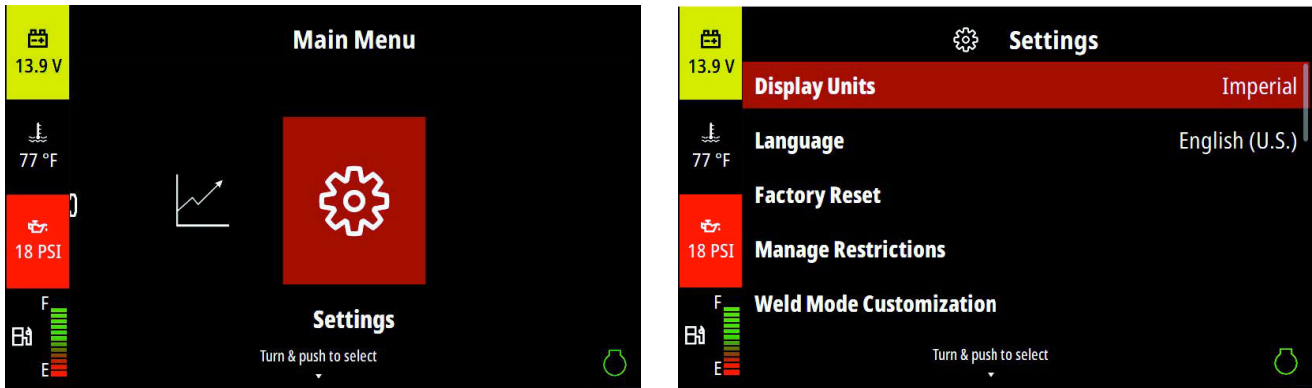 Main Menu
13.9 V
77 °F
18 PSI
F
E
Settings
Turn & push to select
Settings
13.9 V
Display Units Imperial
77 °F
Language English (U.S.)
Factory Reset
18 PSI
Manage Restrictions
F
Weld Mode Customization
E
Turn & push to select